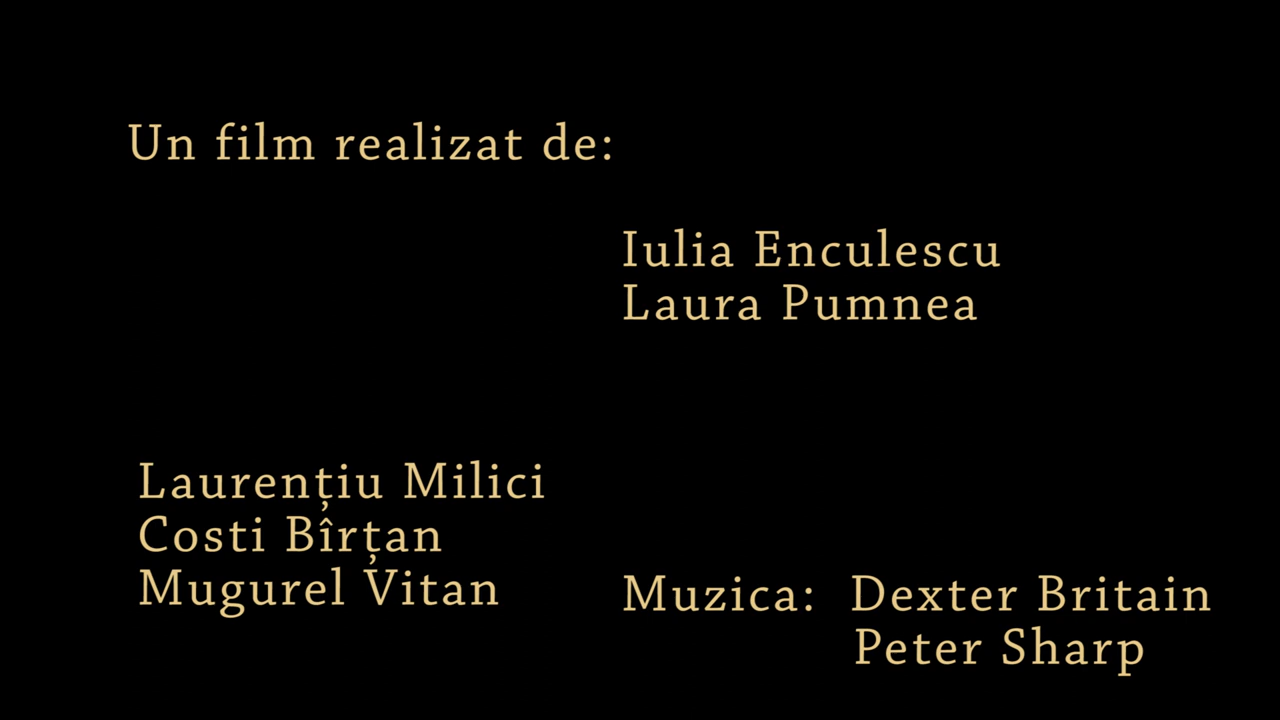 Un film realizat de:
Iulia Enculescu
Laura Pumnea
Laurențiu Milici
Costi Bîrțan
Mugurel Vitan
Muzica: Dexter Britain
Peter Sharp